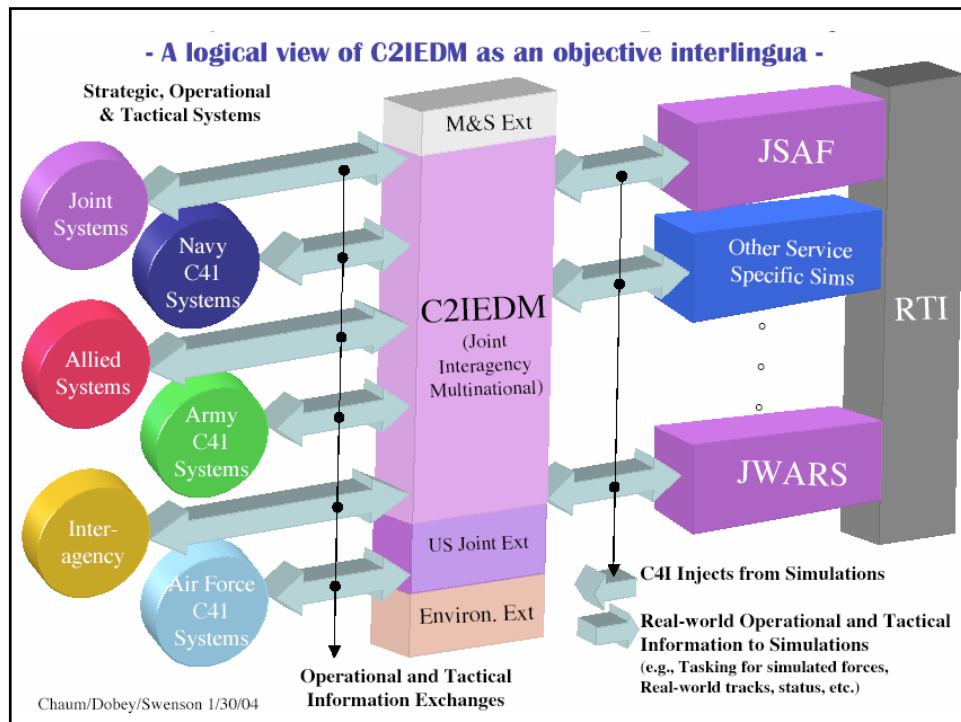 - A logical view of C2IEDM as an objective interlingua -
Strategic, Operational
& Tactical Systems
Joint
Systems
Navy
C41
Systems
Allied
Systems
Army
C41
Systems
Inter-
agency
Air Force
C41
Systems
M&S Ext
C2IEDM
(Joint
Interagency
Multinational)
US Joint Ext
Environ. Ext
JSAF
Other Service
Specific Sims
JWARS
RTI
C4I Injects from Simulations
Real-world Operational and Tactical
Information to Simulations
(e.g., Tasking for simulated forces,
Real-world tracks, status, etc.)
Operational and Tactical
Information Exchanges
Chaum/Dobey/Swenson 1/30/04